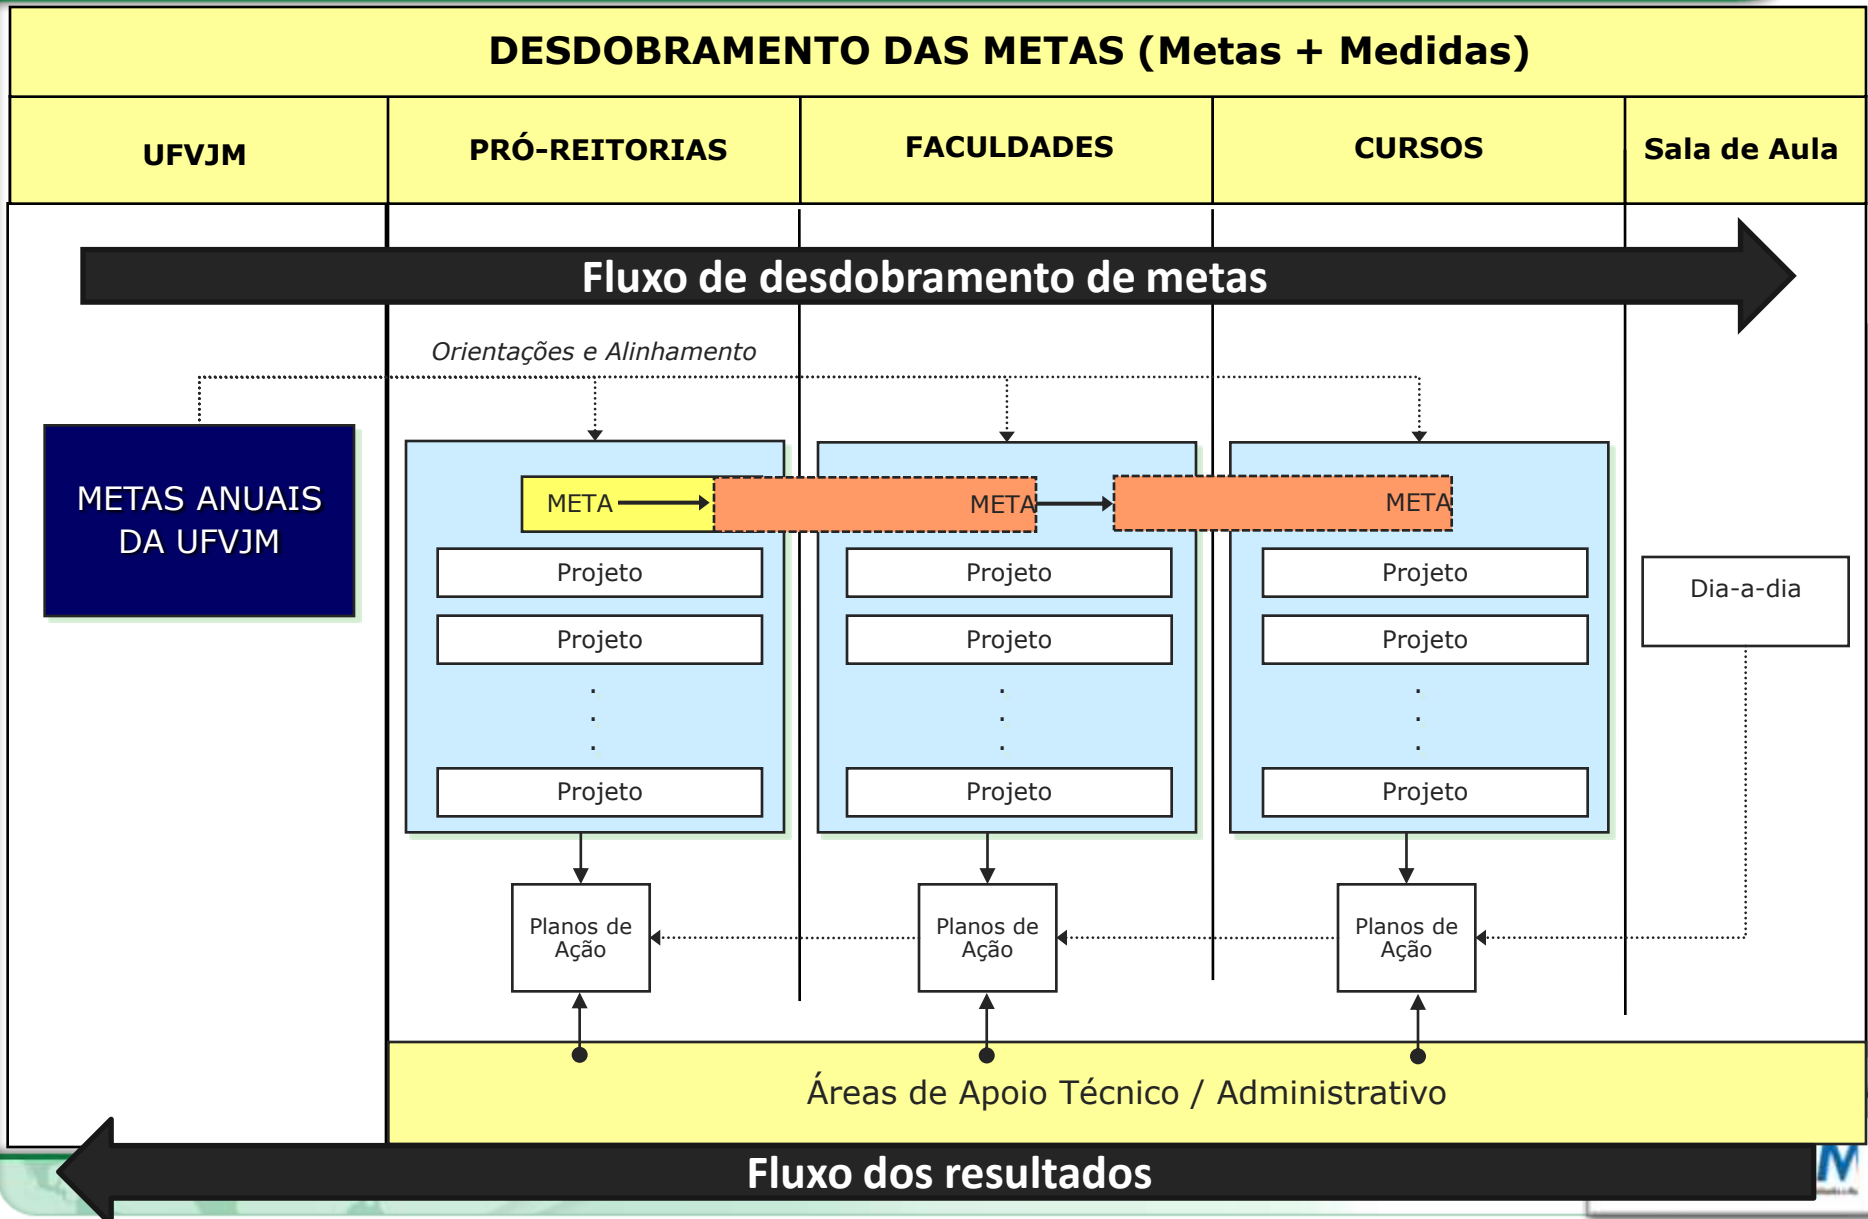 DESDOBRAMENTO DAS METAS (Metas + Medidas)
UFVJM
PRÓ-REITORIAS
FACULDADES
CURSOS
Sala de Aula
Fluxo de desdobramento de metas
Orientações e Alinhamento
METAS ANUAIS
DA UFVJM
META
META
META
Projeto
Projeto
Projeto
Dia-a-dia
Projeto
Projeto
Projeto
.
.
.
.
.
.
.
.
.
Projeto
Projeto
Projeto
Planos de
Ação
Planos de
Ação
Planos de
Ação
Áreas de Apoio Técnico / Administrativo
Fluxo dos resultados
M